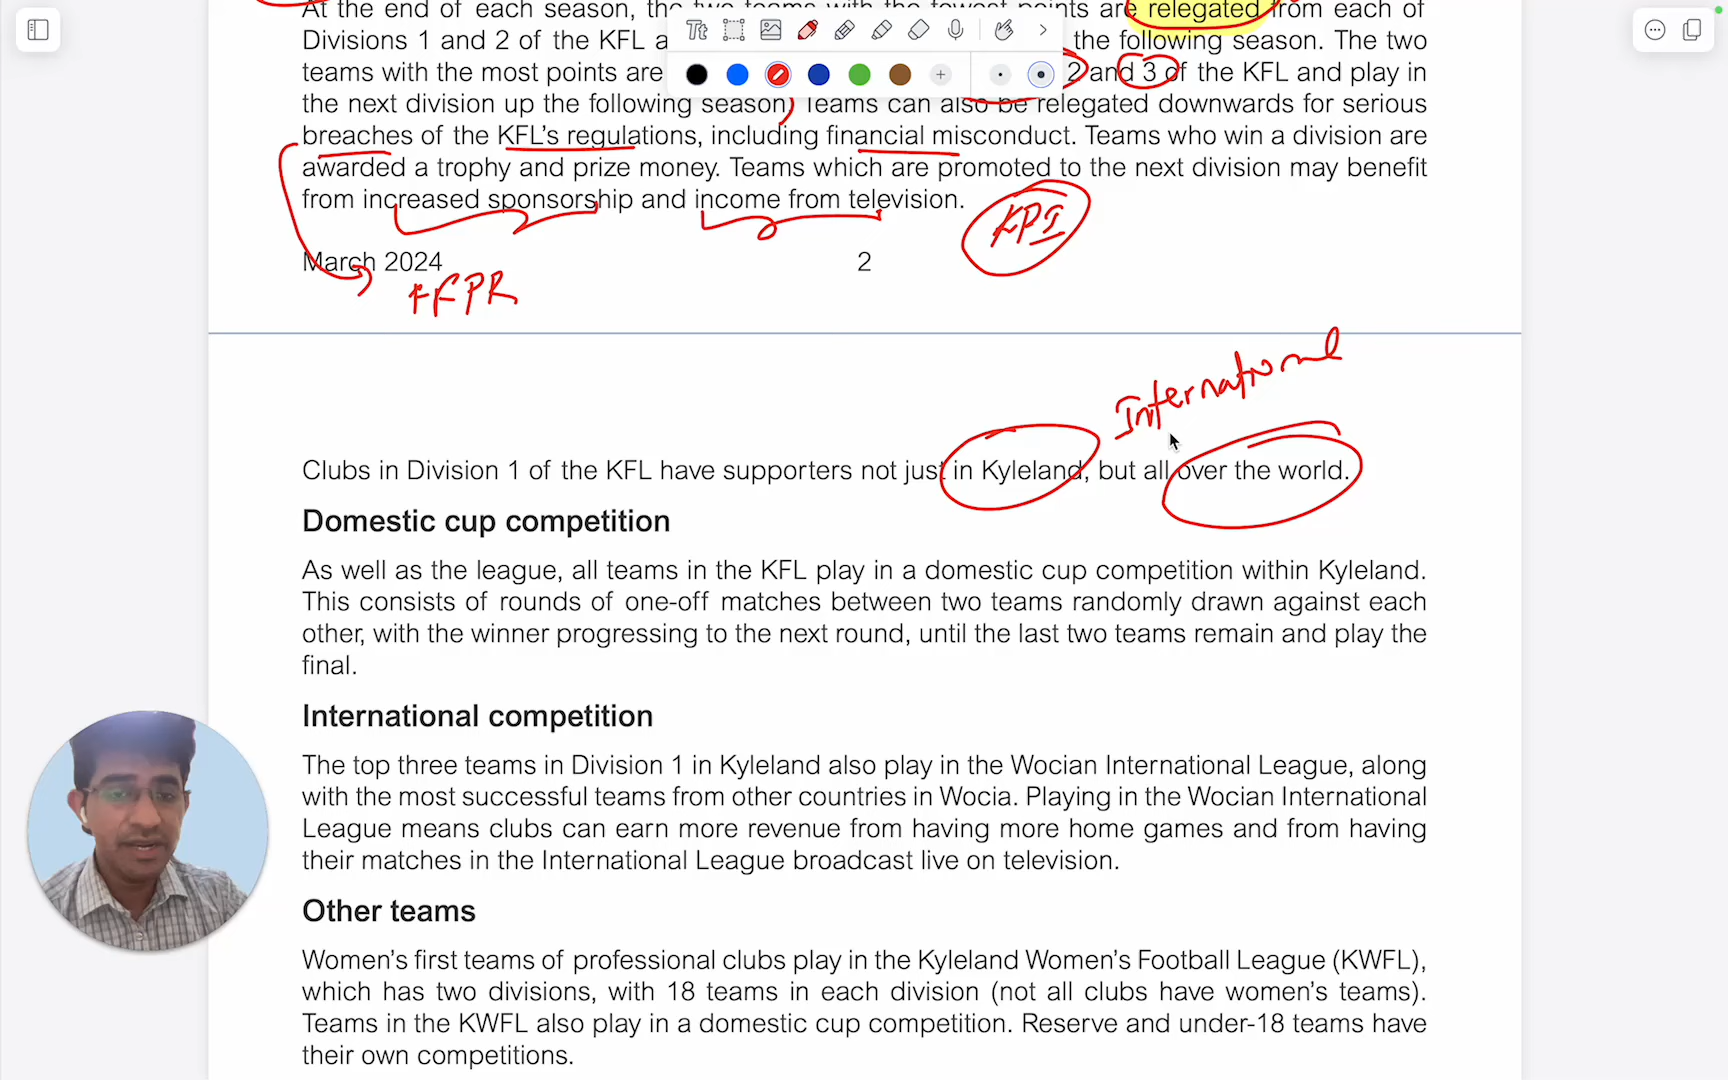 At the end of each season, the two teams with the fewest points are relegated from each of
Tt
Divisions 1 and 2 of the KFL a the following season. The two
teams with the most points are 2 and 3 of the KFL and play in
the next division up the following season. Teams can also be relegated downwards for serious
breaches of the KFL's regulations, including financial misconduct. Teams who win a division are
awarded a trophy and prize money. Teams which are promoted to the next division may benefit
from increased sponsorship and income from television.
KPI
March 2024 2
FFPR
International
Clubs in Division 1 of the KFL have supporters not just in Kyleland, but all over the world.
Domestic cup competition
As well as the league, all teams in the KFL play in a domestic cup competition within Kyleland.
This consists of rounds of one-off matches between two teams randomly drawn against each
other, with the winner progressing to the next round, until the last two teams remain and play the
final.
International competition
The top three teams in Division 1 in Kyleland also play in the Wocian International League, along
with the most successful teams from other countries in Wocia. Playing in the Wocian International
League means clubs can earn more revenue from having more home games and from having
their matches in the International League broadcast live on television.
Other teams
Women's first teams of professional clubs play in the Kyleland Women's Football League (KWFL),
which has two divisions, with 18 teams in each division (not all clubs have women's teams).
Teams in the KWFL also play in a domestic cup competition. Reserve and under-18 teams have
their own competitions.